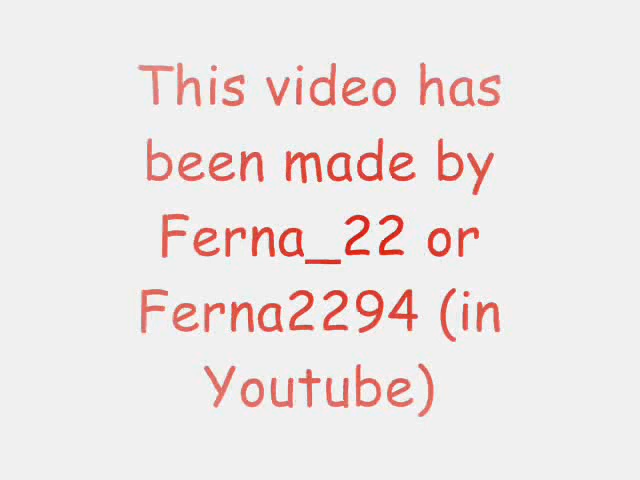 This video has
been made by
Ferna_22 or
Ferna2294 (in
Youtube)